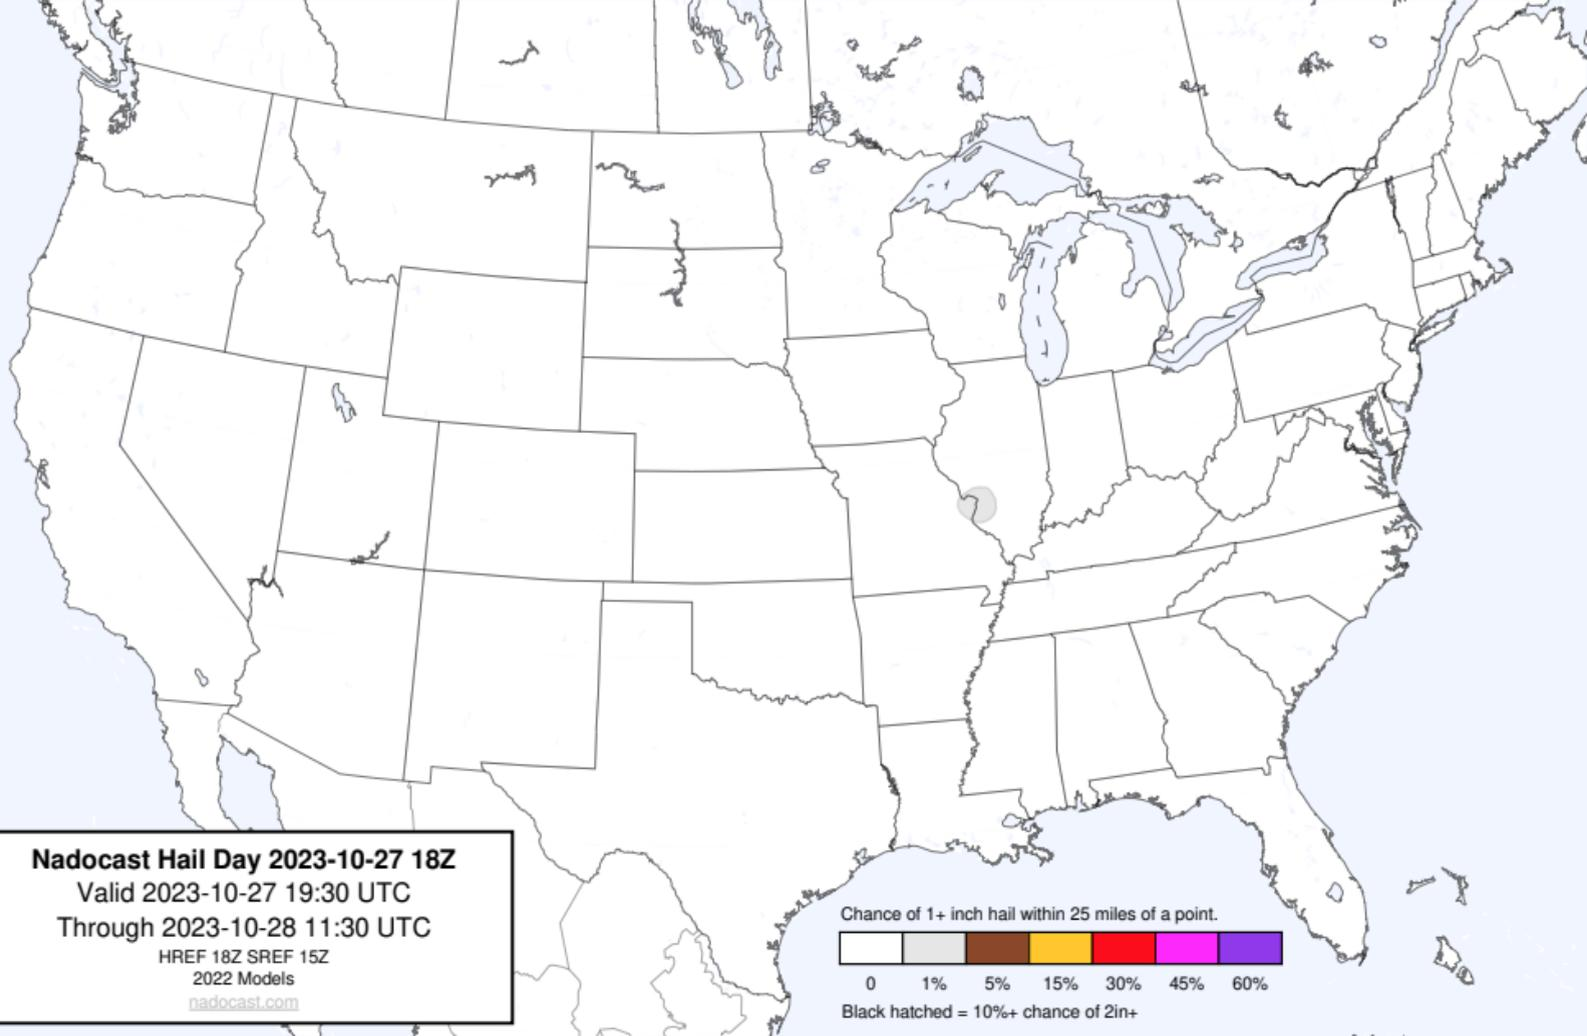 Nadocast Hail Day 2023-10-27 18Z
Valid 2023-10-27 19:30 UTC
Through 2023-10-28 11:30 UTC
HREF 18Z SREF 15Z
2022 Models
nadocast.com
Chance of 1+ inch hail within 25 miles of a point.
0 1% 5% 15% 30% 45% 60%
Black hatched = 10%+ chance of 2in+